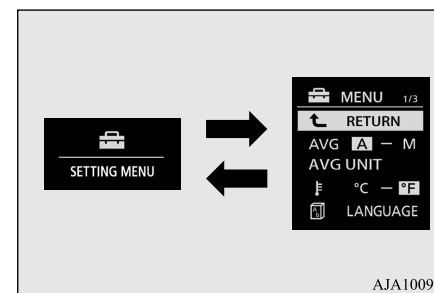 SETTING MENU
MENU 1/3
RETURN
AVG A – M
AVG UNIT
°C – °F
LANGUAGE
AJA1009